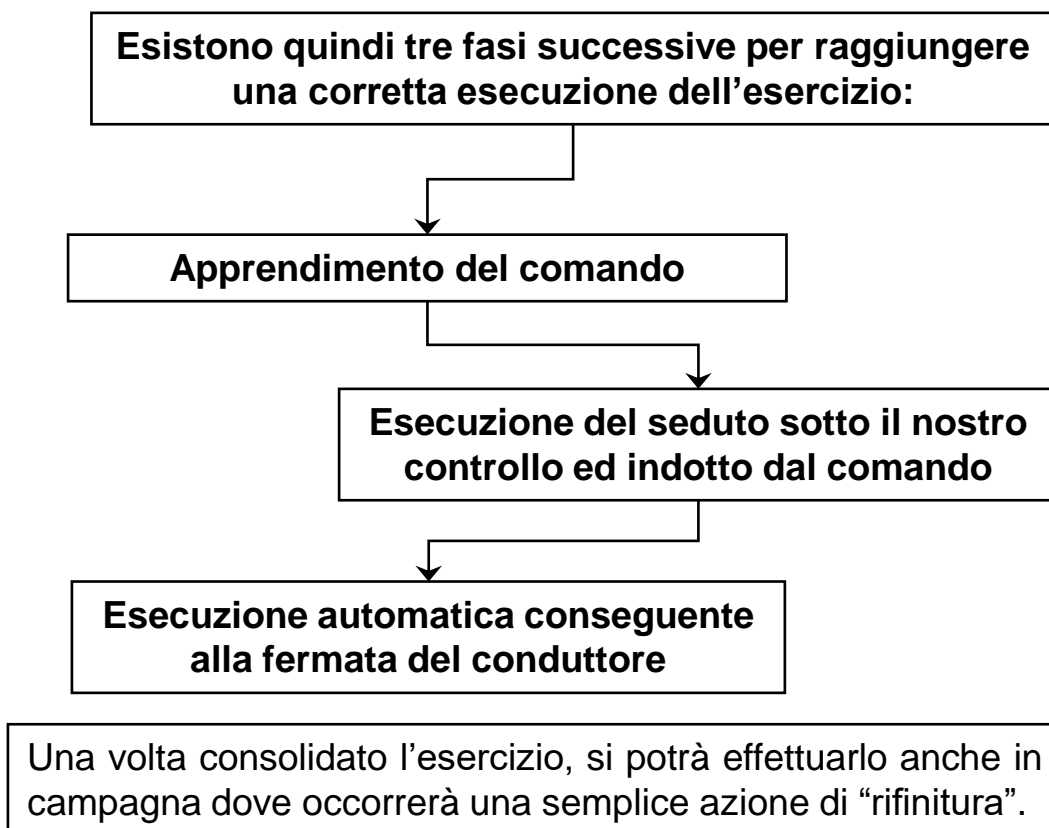 Esistono quindi tre fasi successive per raggiungere
una corretta esecuzione dell’esercizio:
Apprendimento del comando
Esecuzione del seduto sotto il nostro
controllo ed indotto dal comando
Esecuzione automatica conseguente
alla fermata del conduttore
Una volta consolidato l’esercizio, si potrà effettuarlo anche in
campagna dove occorrerà una semplice azione di “rifinitura”.